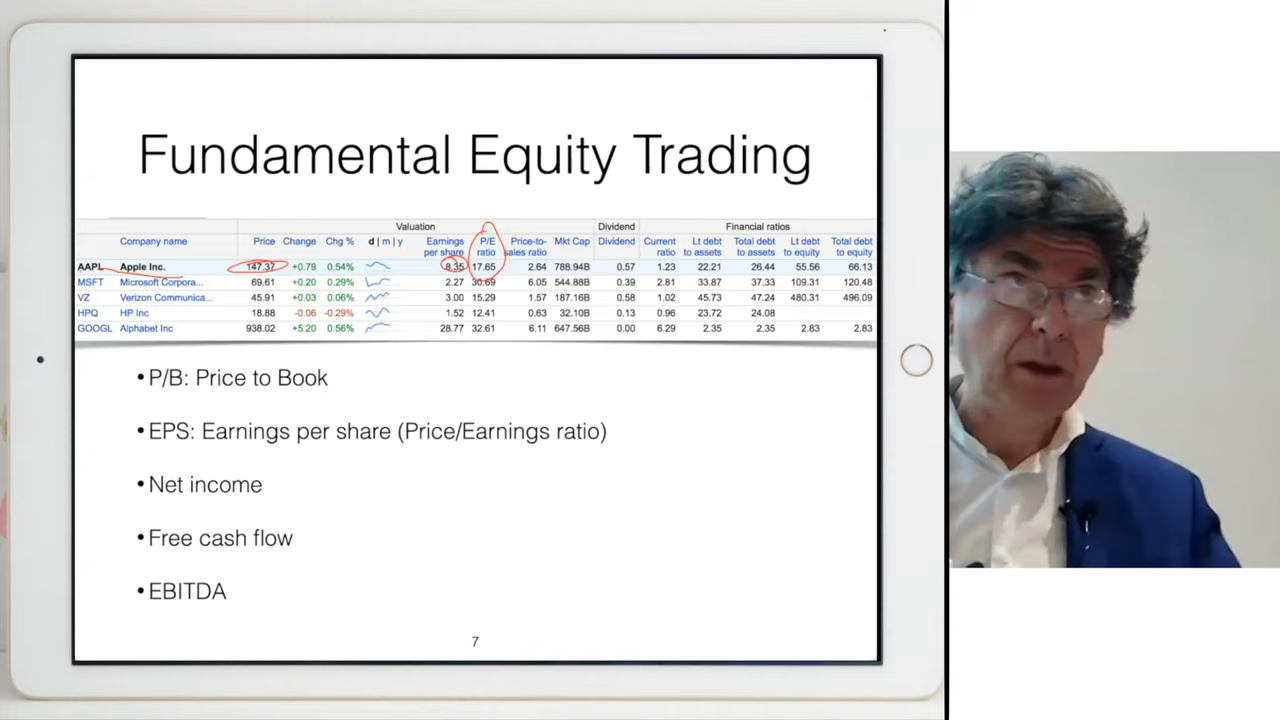 Fundamental Equity Trading
Valuation Dividend Financial ratios
Company name Price Change Chg % d | m | y Earnings per share P/E ratio Price-to-sales ratio Mkt Cap Dividend Current ratio Lt debt to assets Total debt to assets Lt debt to equity Total debt to equity
AAPL Apple Inc. 147.37 +0.79 0.54% 8.35 17.65 2.64 788.94B 0.57 1.23 22.21 26.44 55.56 66.13
MSFT Microsoft Corpora... 69.61 +0.20 0.29% 2.27 30.69 6.05 544.88B 0.39 2.81 33.87 37.33 109.31 120.48
VZ Verizon Communica... 45.91 +0.03 0.06% 3.00 15.29 1.57 187.16B 0.58 1.02 45.73 47.24 480.31 496.09
HPQ HP Inc 18.88 -0.06 -0.29% 1.52 12.41 0.63 32.10B 0.13 0.96 23.72 24.08
GOOGL Alphabet Inc 938.02 +5.20 0.56% 28.77 32.61 6.11 647.56B 0.00 6.29 2.35 2.35 2.83 2.83
•P/B: Price to Book
•EPS: Earnings per share (Price/Earnings ratio)
•Net income
•Free cash flow
•EBITDA
7